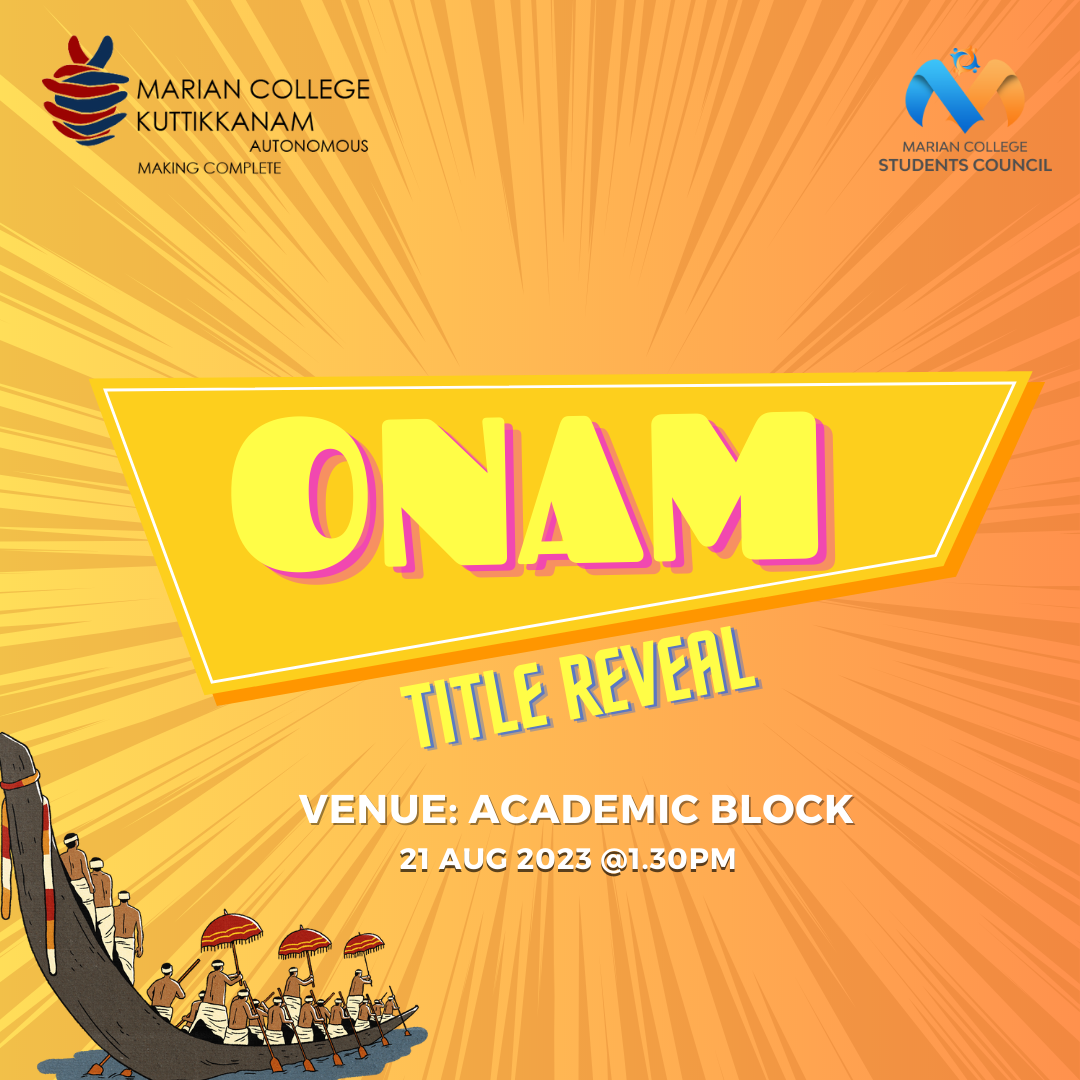 MARIAN COLLEGE
KUTTIKKANAM
AUTONOMOUS
MAKING COMPLETE
MARIAN COLLEGE
STUDENTS COUNCIL
ONAM
TITLE REVEAL
VENUE: ACADEMIC BLOCK
21 AUG 2023 @1.30PM